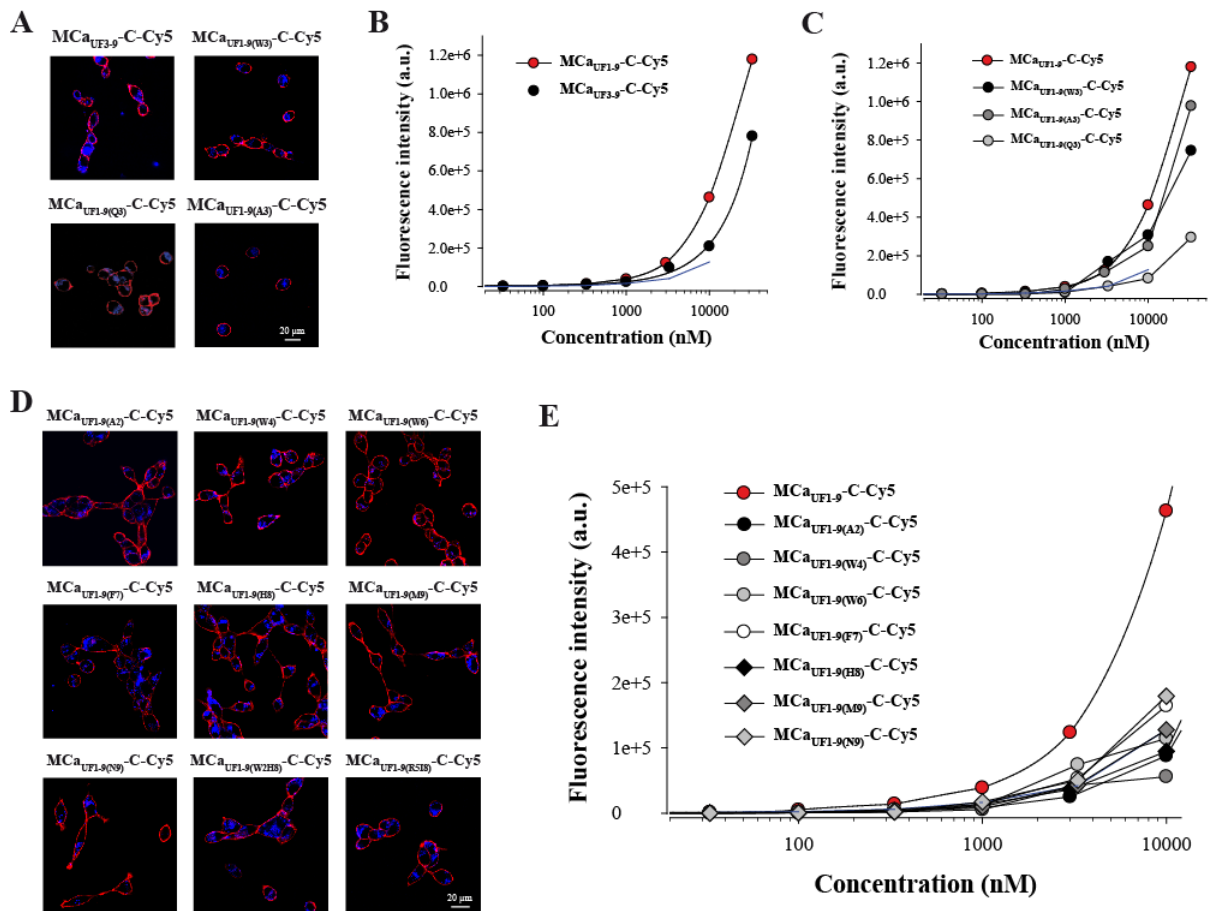 A
MCaUF3-9-C-Cy5 MCaUF1-9(W3)-C-Cy5
MCaUF1-9(Q3)-C-Cy5 MCaUF1-9(A3)-C-Cy5
20 µm
B
Fluorescence intensity (a.u.)
1.2e+6
1.0e+6
8.0e+5
6.0e+5
4.0e+5
2.0e+5
0.0
MCaUF1-9-C-Cy5
MCaUF3-9-C-Cy5
100 1000 10000
Concentration (nM)
C
Fluorescence intensity (a.u.)
1.2e+6
1.0e+6
8.0e+5
6.0e+5
4.0e+5
2.0e+5
0.0
MCaUF1-9-C-Cy5
MCaUF1-9(W3)-C-Cy5
MCaUF1-9(A3)-C-Cy5
MCaUF1-9(Q3)-C-Cy5
100 1000 10000
Concentration (nM)
D
MCaUF1-9(A2)-C-Cy5 MCaUF1-9(W4)-C-Cy5 MCaUF1-9(W6)-C-Cy5
MCaUF1-9(F7)-C-Cy5 MCaUF1-9(H8)-C-Cy5 MCaUF1-9(M9)-C-Cy5
MCaUF1-9(N9)-C-Cy5 MCaUF1-9(W2H8)-C-Cy5 MCaUF1-9(R5I8)-C-Cy5
20 µm
E
Fluorescence intensity (a.u.)
5e+5
4e+5
3e+5
2e+5
1e+5
0
MCaUF1-9-C-Cy5
MCaUF1-9(A2)-C-Cy5
MCaUF1-9(W4)-C-Cy5
MCaUF1-9(W6)-C-Cy5
MCaUF1-9(F7)-C-Cy5
MCaUF1-9(H8)-C-Cy5
MCaUF1-9(M9)-C-Cy5
MCaUF1-9(N9)-C-Cy5
100 1000 10000
Concentration (nM)